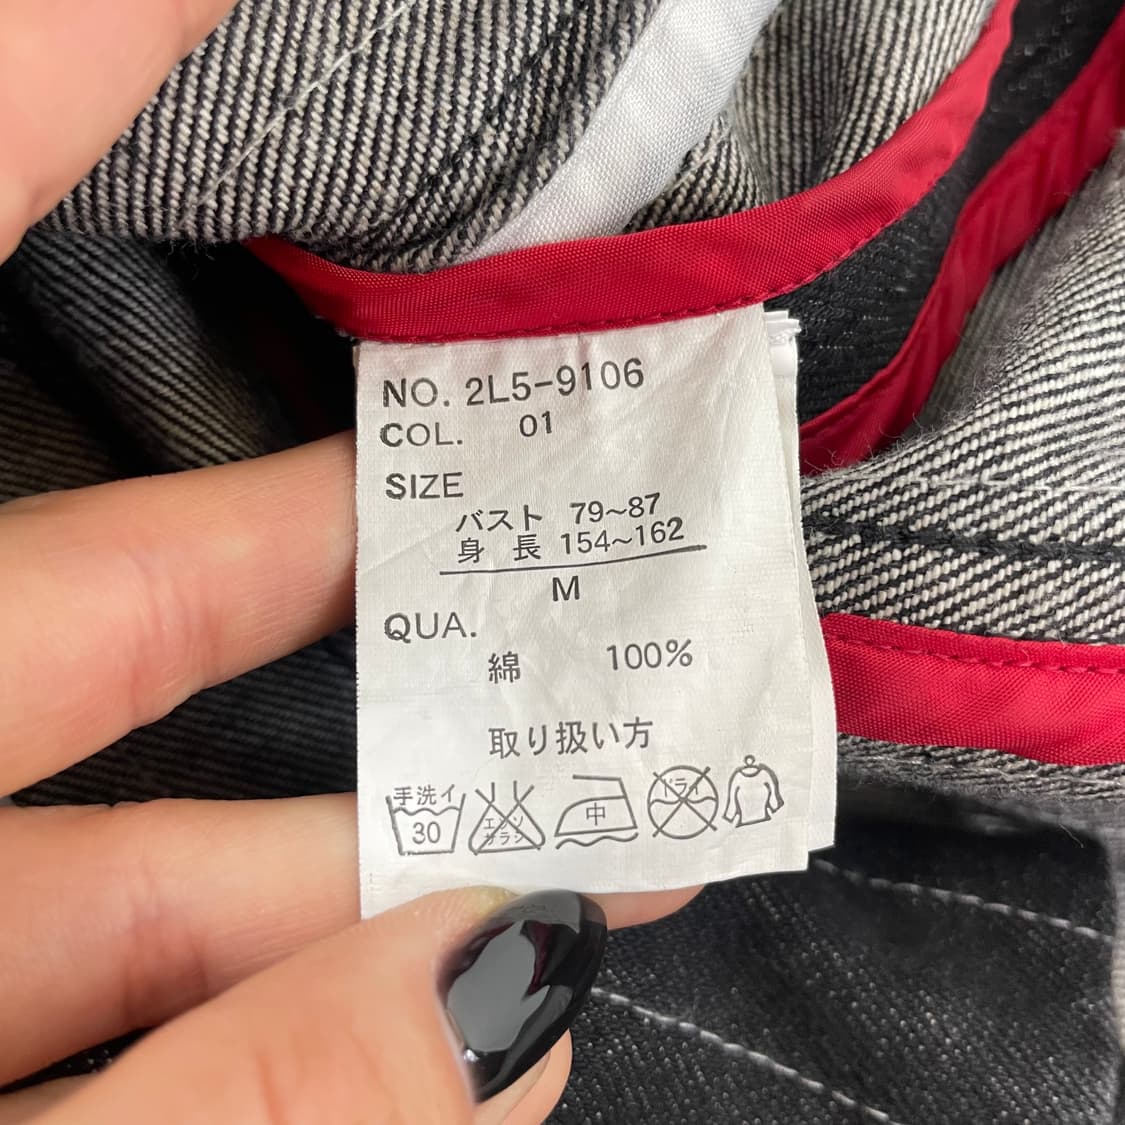 NO. 2L5-9106
COL. 01
SIZE
バスト 79~87
身 長 154~162
M
QUA.
綿 100%
取り扱い方
手洗イ
30
エンソ
サラシ
中
ドライ